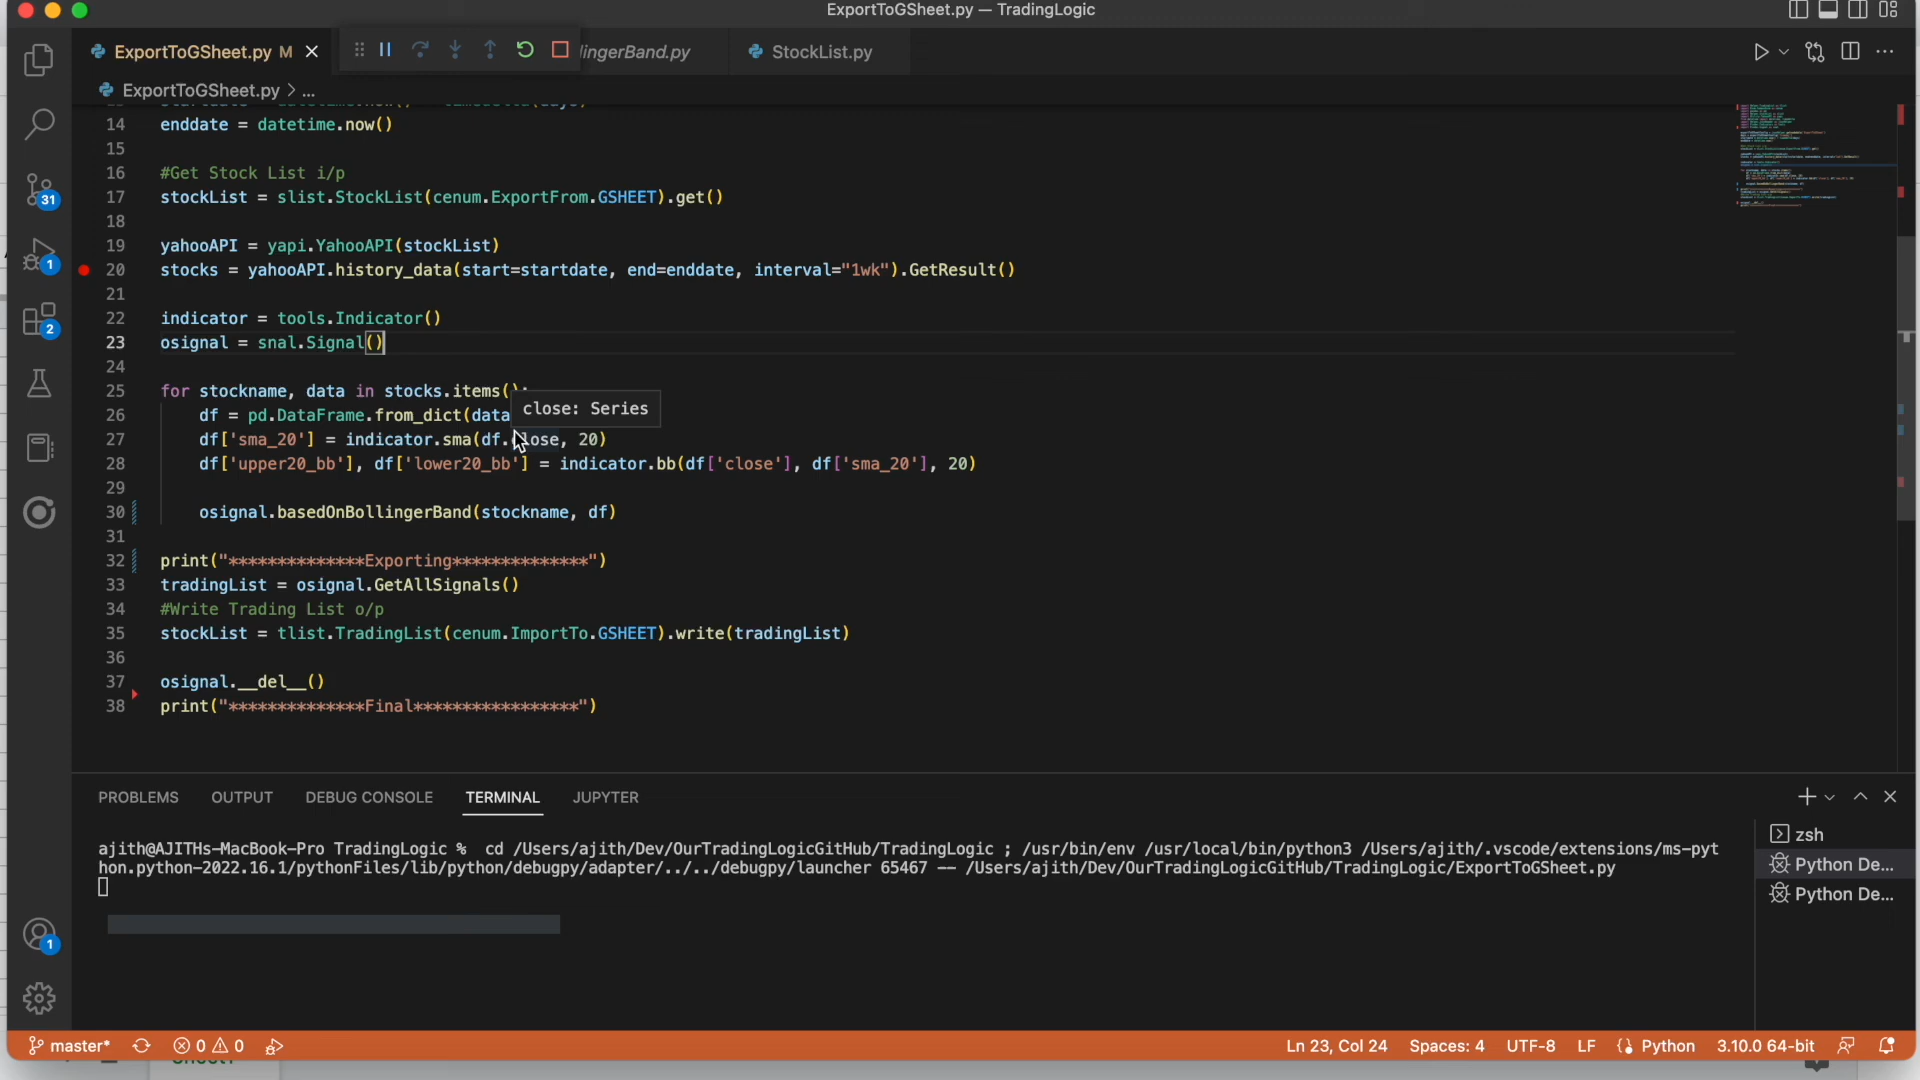 ExportToGSheet.py — TradingLogic
ExportToGSheet.py M
lingerBand.py
StockList.py
ExportToGSheet.py > ...
14 enddate = datetime.now()
15
16 #Get Stock List i/p
17 stockList = slist.StockList(cenum.ExportFrom.GSHEET).get()
18
19 yahooAPI = yapi.YahooAPI(stockList)
20 stocks = yahooAPI.history_data(start=startdate, end=enddate, interval="1wk").GetResult()
21
22 indicator = tools.Indicator()
23 osignal = snal.Signal()
24
25 for stockname, data in stocks.items():
close: Series
26 df = pd.DataFrame.from_dict(data
27 df['sma_20'] = indicator.sma(df.close, 20)
28 df['upper20_bb'], df['lower20_bb'] = indicator.bb(df['close'], df['sma_20'], 20)
29
30 osignal.basedOnBollingerBand(stockname, df)
31
32 print("**************Exporting**************")
33 tradingList = osignal.GetAllSignals()
34 #Write Trading List o/p
35 stockList = tlist.TradingList(cenum.ImportTo.GSHEET).write(tradingList)
36
37 osignal.__del__()
38 print("**************Final*****************")
31
1
2
1
PROBLEMS OUTPUT DEBUG CONSOLE TERMINAL JUPYTER
ajith@AJITHs-MacBook-Pro TradingLogic % cd /Users/ajith/Dev/OurTradingLogicGitHub/TradingLogic ; /usr/bin/env /usr/local/bin/python3 /Users/ajith/.vscode/extensions/ms-pyt
hon.python-2022.16.1/pythonFiles/lib/python/debugpy/adapter/../../debugpy/launcher 65467 -- /Users/ajith/Dev/OurTradingLogicGitHub/TradingLogic/ExportToGSheet.py
zsh
Python De...
Python De...
master* 0 0 Ln 23, Col 24 Spaces: 4 UTF-8 LF Python 3.10.0 64-bit